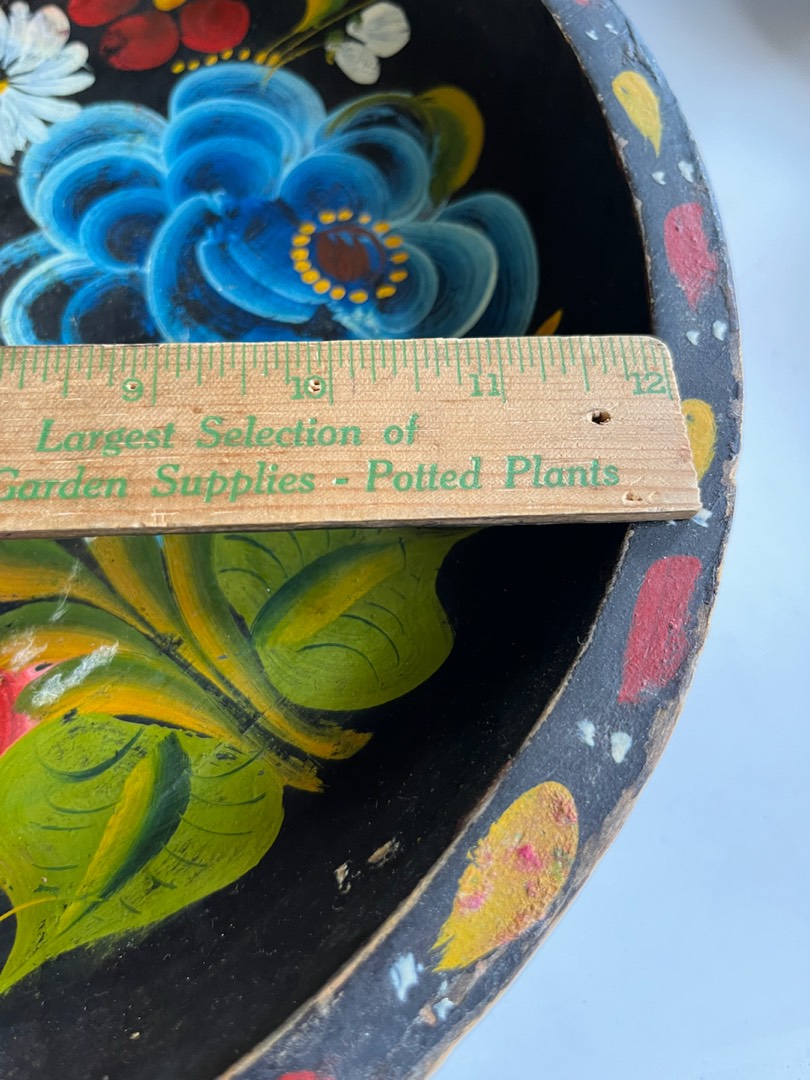 9 10 11 12
Largest Selection of
Garden Supplies - Potted Plants